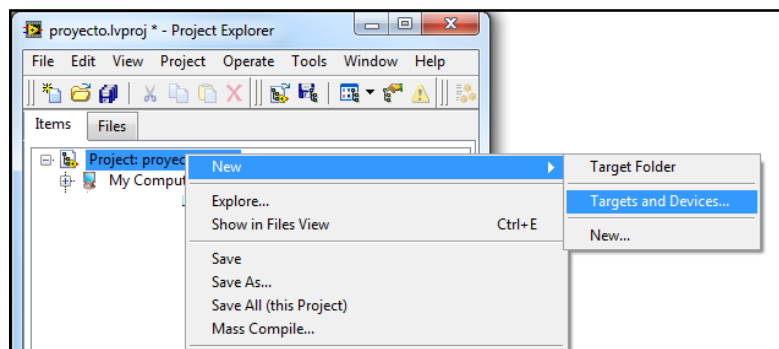 proyecto.lvproj * - Project Explorer
File Edit View Project Operate Tools Window Help
Items Files
Project: proyec
New
My Comput
Explore...
Show in Files View Ctrl+E
Save
Save As...
Save All (this Project)
Mass Compile...
Target Folder
Targets and Devices...
New...